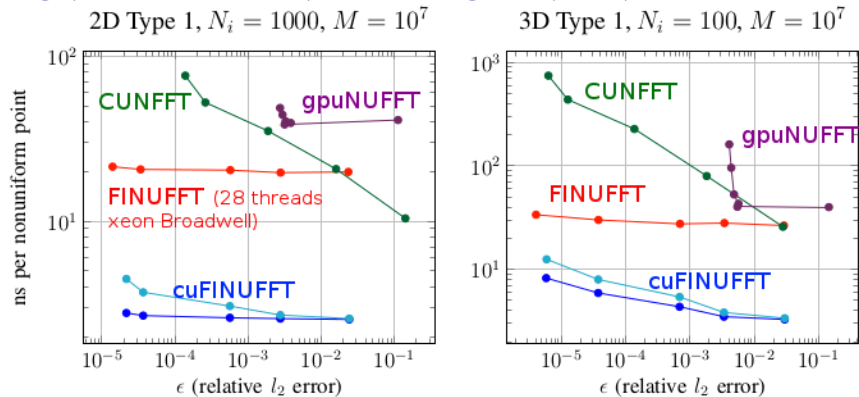 2D Type 1, N_i = 1000, M = 10^7
ns per nonuniform point
10^2
10^1
CUNFFT
gpuNUFFT
FINUFFT (28 threads
xeon Broadwell)
cuFINUFFT
10^-5 10^-4 10^-3 10^-2 10^-1
ϵ (relative l_2 error)
3D Type 1, N_i = 100, M = 10^7
10^3
10^2
10^1
CUNFFT
gpuNUFFT
FINUFFT
cuFINUFFT
10^-5 10^-4 10^-3 10^-2 10^-1
ϵ (relative l_2 error)